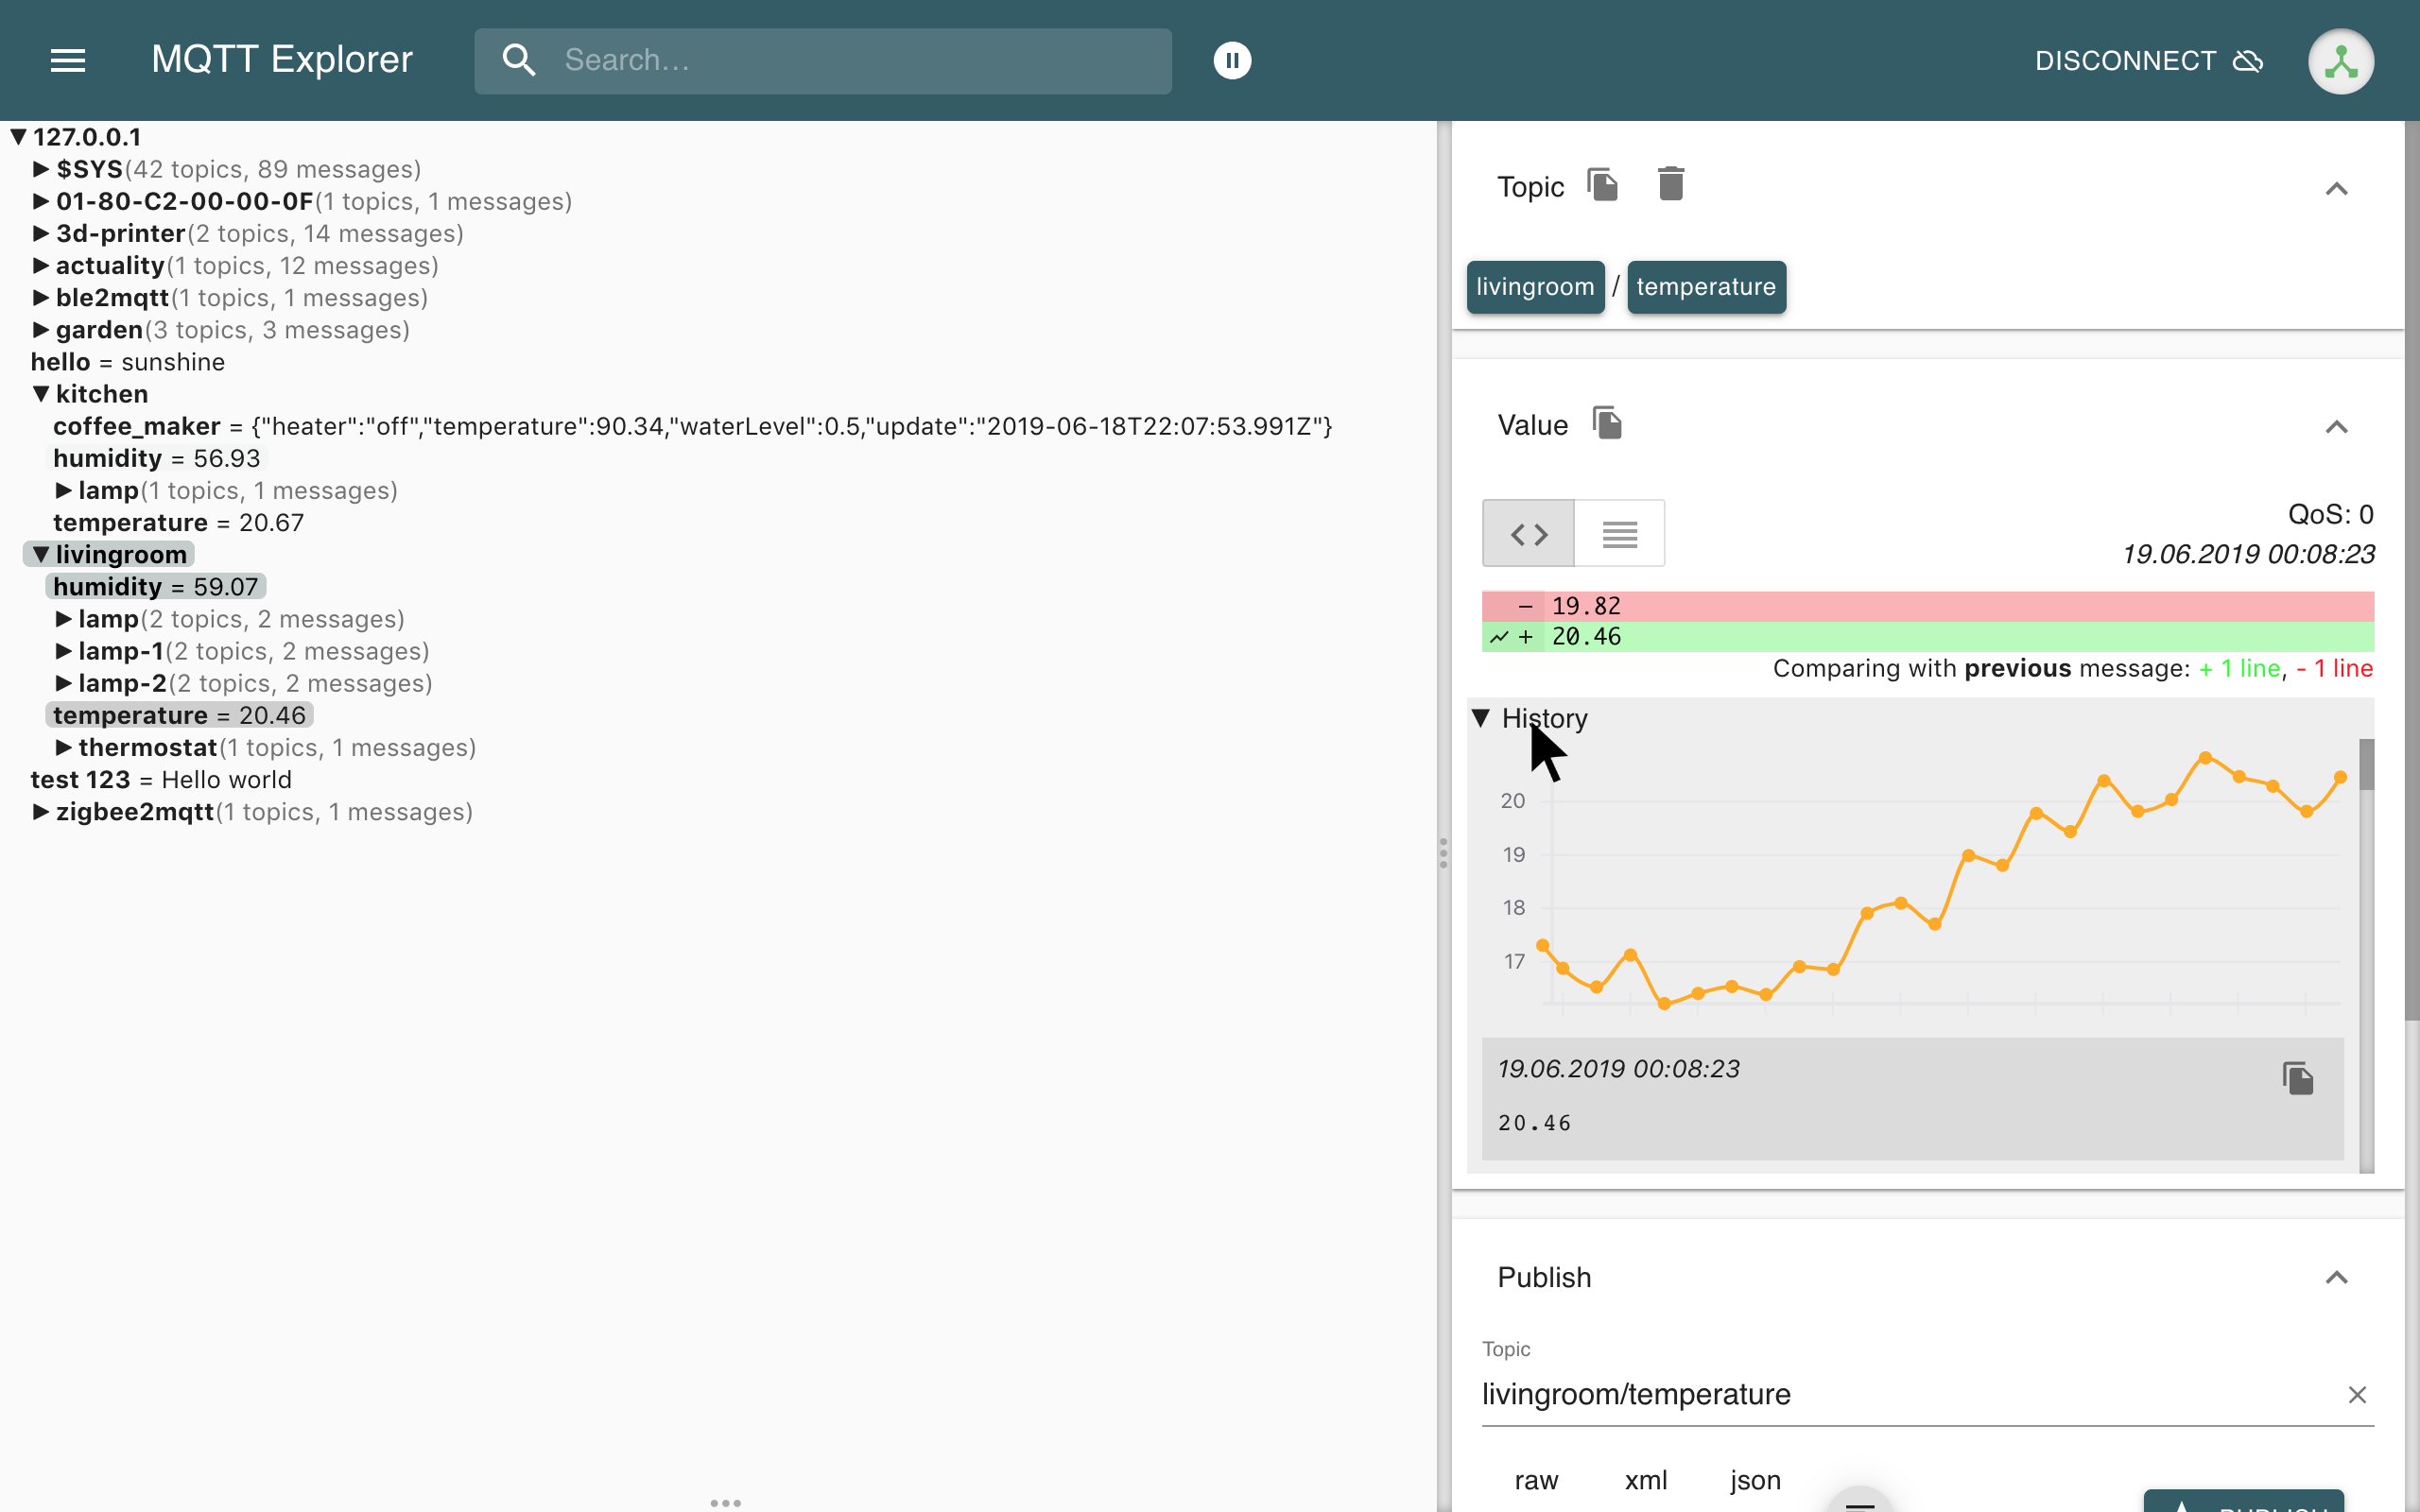 MQTT Explorer
Search…
DISCONNECT
127.0.0.1
$SYS(42 topics, 89 messages)
01-80-C2-00-00-0F(1 topics, 1 messages)
3d-printer(2 topics, 14 messages)
actuality(1 topics, 12 messages)
ble2mqtt(1 topics, 1 messages)
garden(3 topics, 3 messages)
hello = sunshine
kitchen
coffee_maker = {"heater":"off","temperature":90.34,"waterLevel":0.5,"update":"2019-06-18T22:07:53.991Z"}
humidity = 56.93
lamp(1 topics, 1 messages)
temperature = 20.67
livingroom
humidity = 59.07
lamp(2 topics, 2 messages)
lamp-1(2 topics, 2 messages)
lamp-2(2 topics, 2 messages)
temperature = 20.46
thermostat(1 topics, 1 messages)
test 123 = Hello world
zigbee2mqtt(1 topics, 1 messages)
Topic
livingroom / temperature
Value
QoS: 0
19.06.2019 00:08:23
- 19.82
+ 20.46
Comparing with previous message: + 1 line, - 1 line
History
20
19
18
17
19.06.2019 00:08:23
20.46
Publish
Topic
livingroom/temperature
raw xml json
PUBLISH